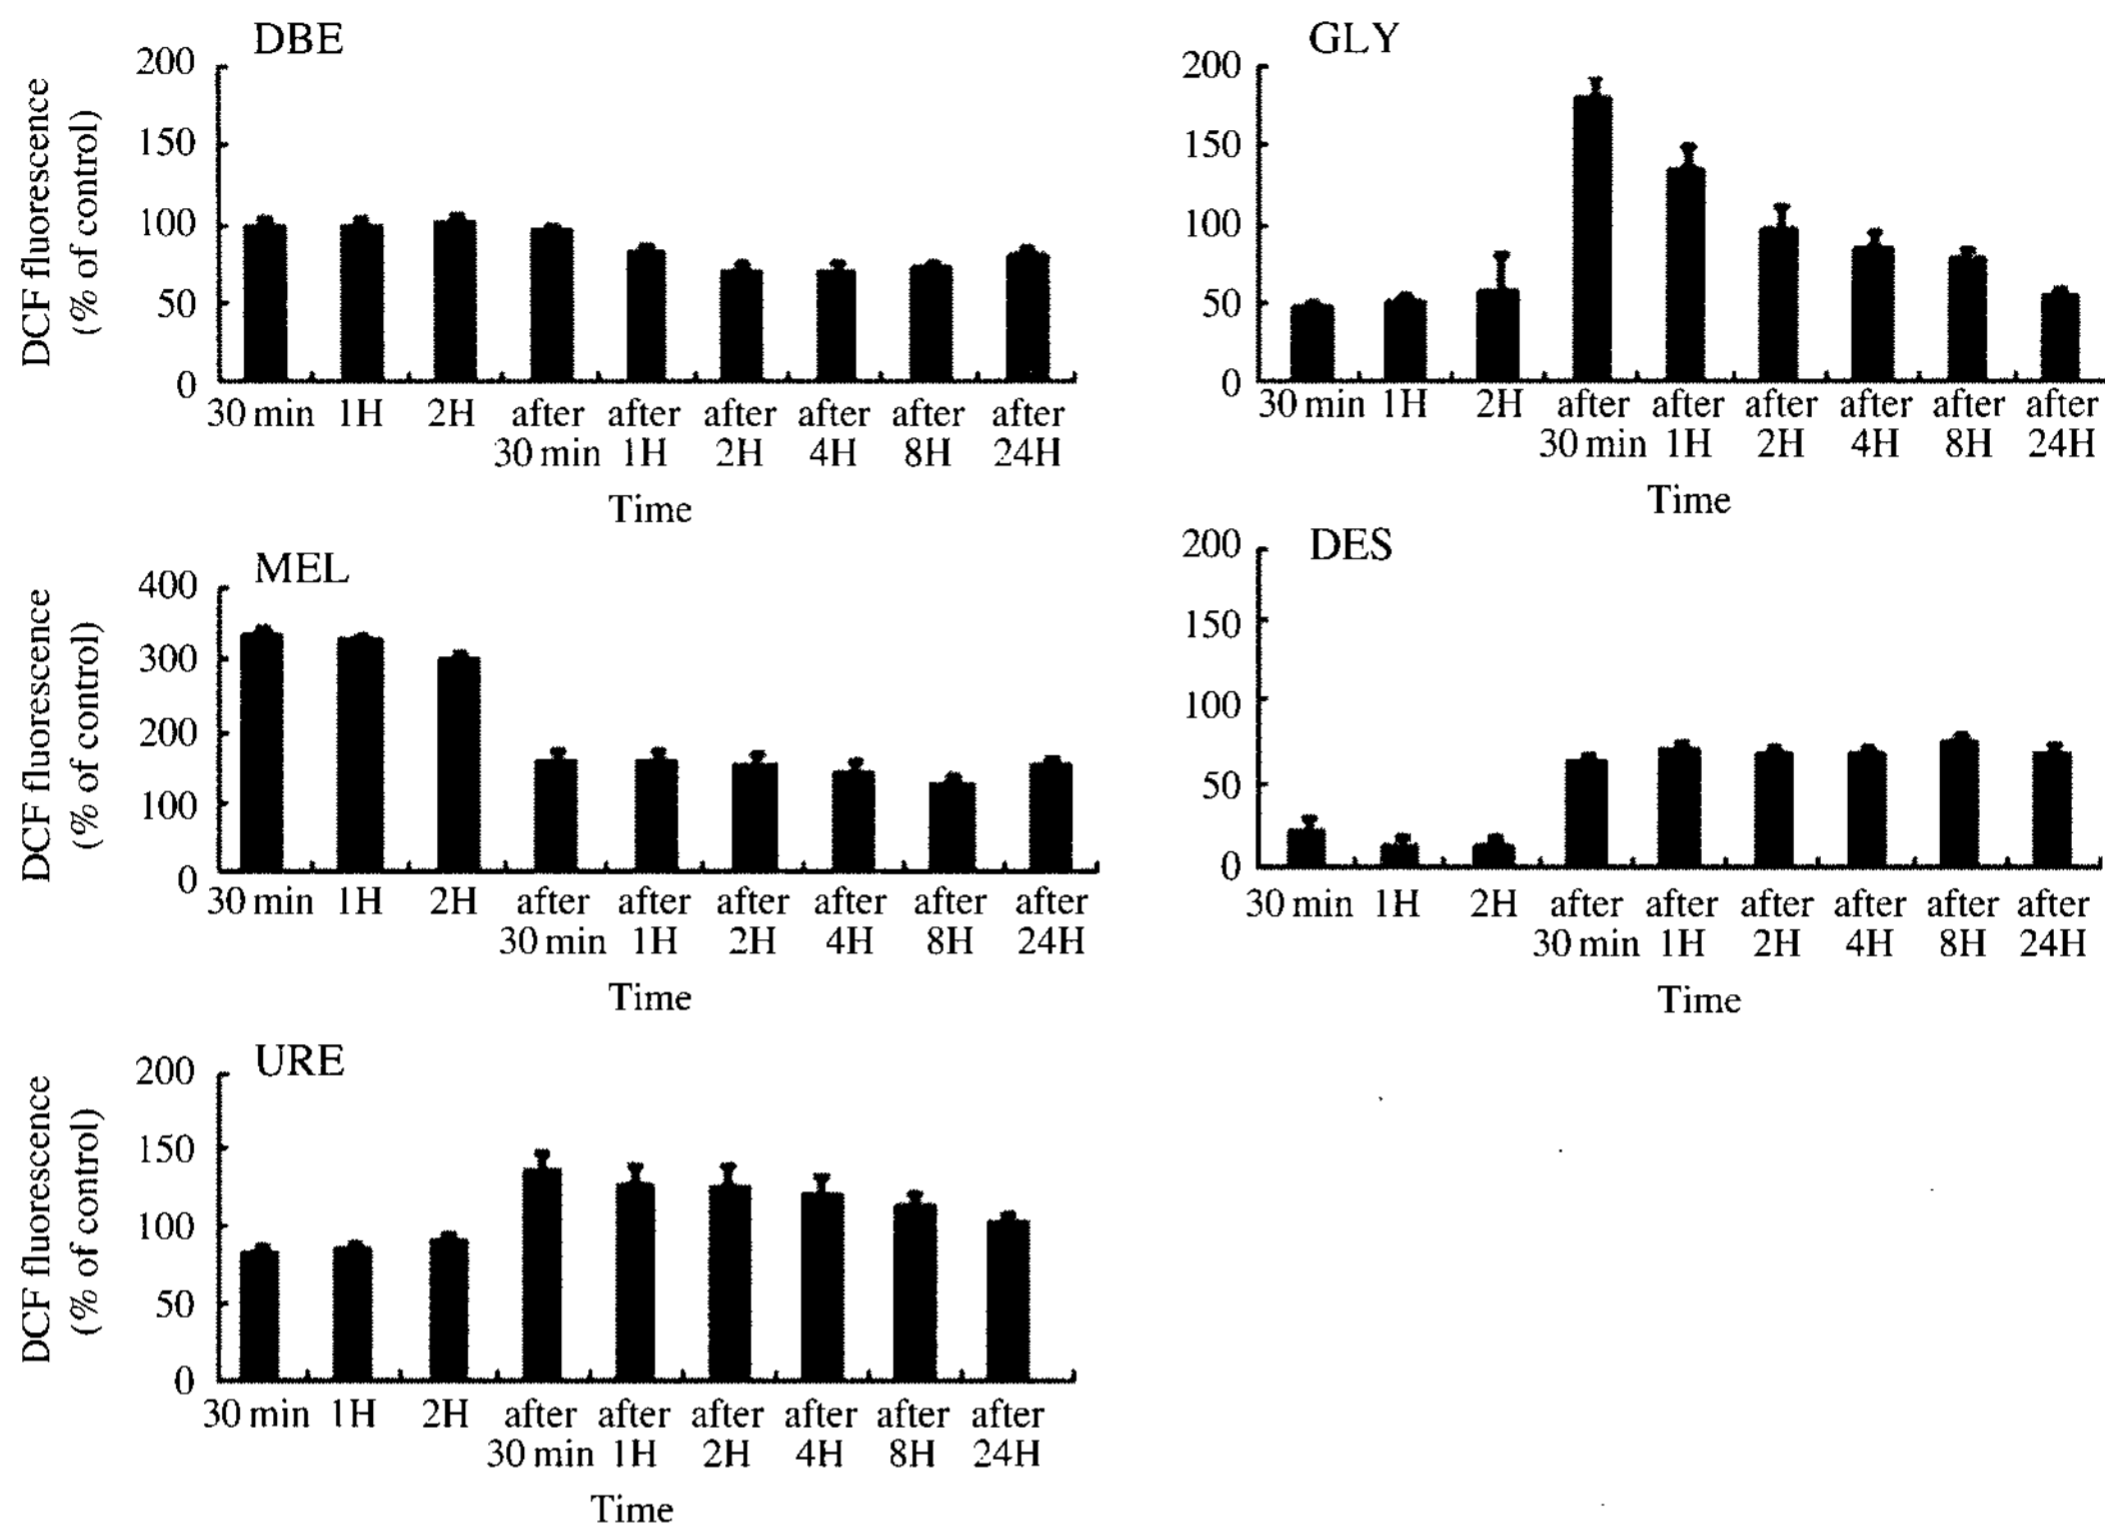 DBE
DCF fluorescence
(% of control)
200
150
100
50
0
30 min 1H 2H after after after after after after
30 min 1H 2H 4H 8H 24H
Time
GLY
200
150
100
50
0
30 min 1H 2H after after after after after after
30 min 1H 2H 4H 8H 24H
Time
MEL
DCF fluorescence
(% of control)
400
300
200
100
0
30 min 1H 2H after after after after after after
30 min 1H 2H 4H 8H 24H
Time
DES
200
150
100
50
0
30 min 1H 2H after after after after after after
30 min 1H 2H 4H 8H 24H
Time
URE
DCF fluorescence
(% of control)
200
150
100
50
0
30 min 1H 2H after after after after after after
30 min 1H 2H 4H 8H 24H
Time